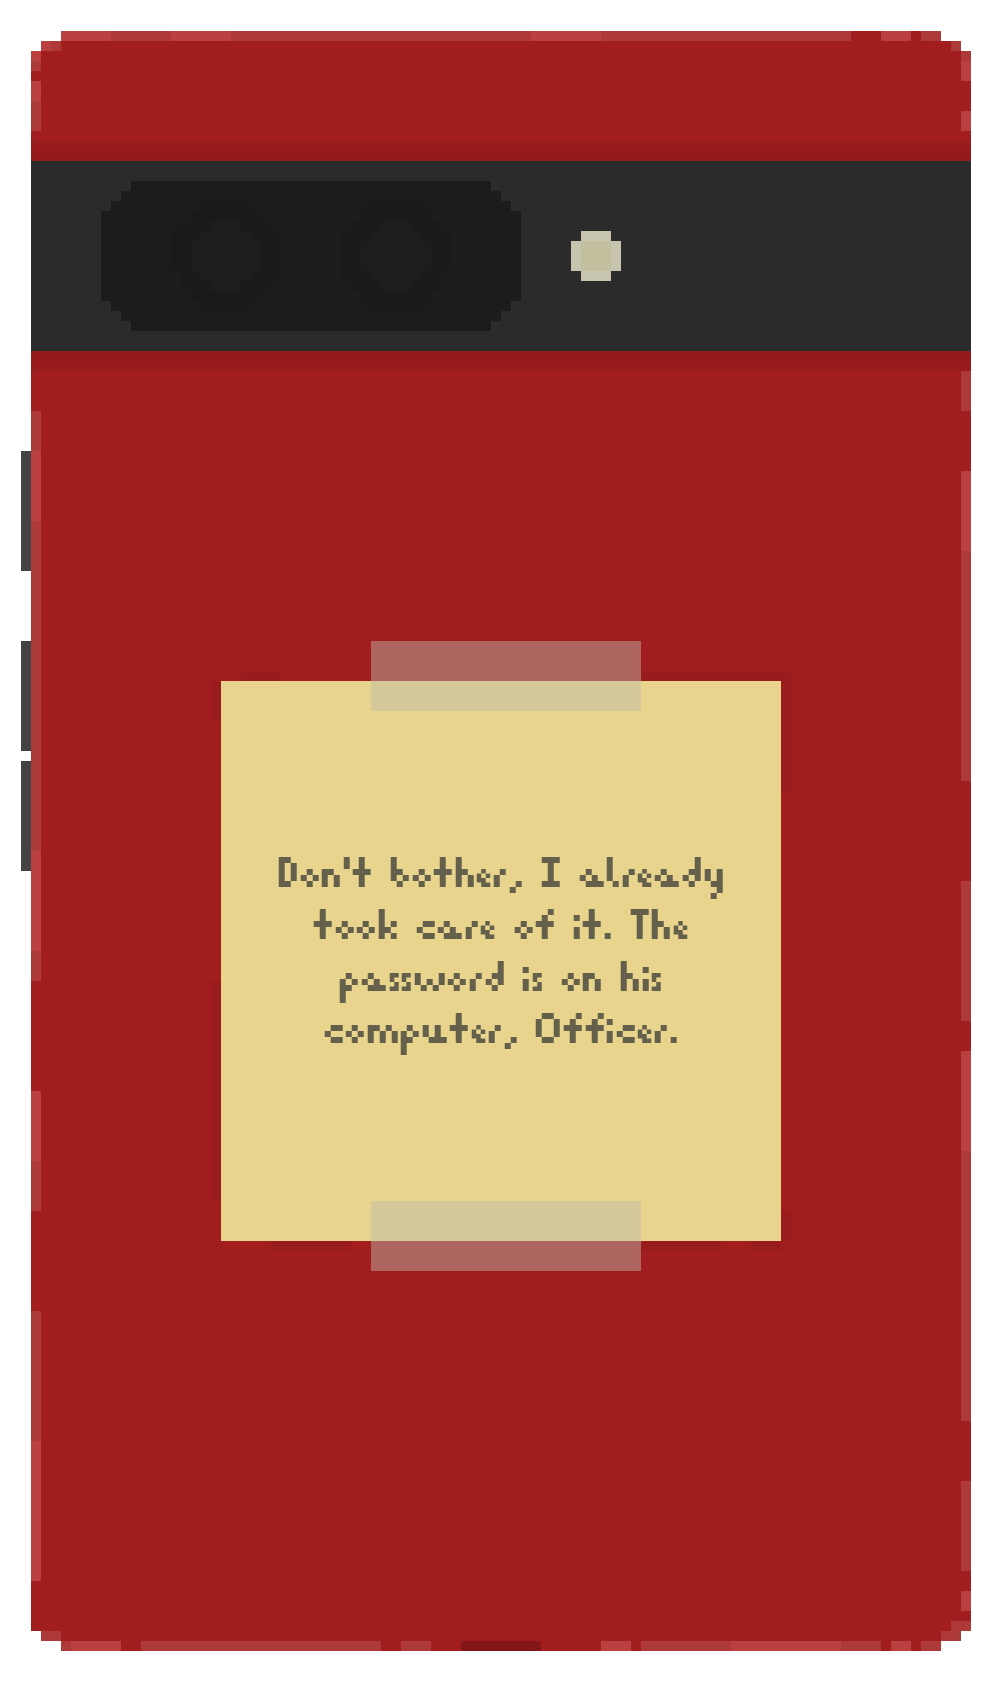 Don't bother, I already
took care of it. The
password is on his
computer, Officer.